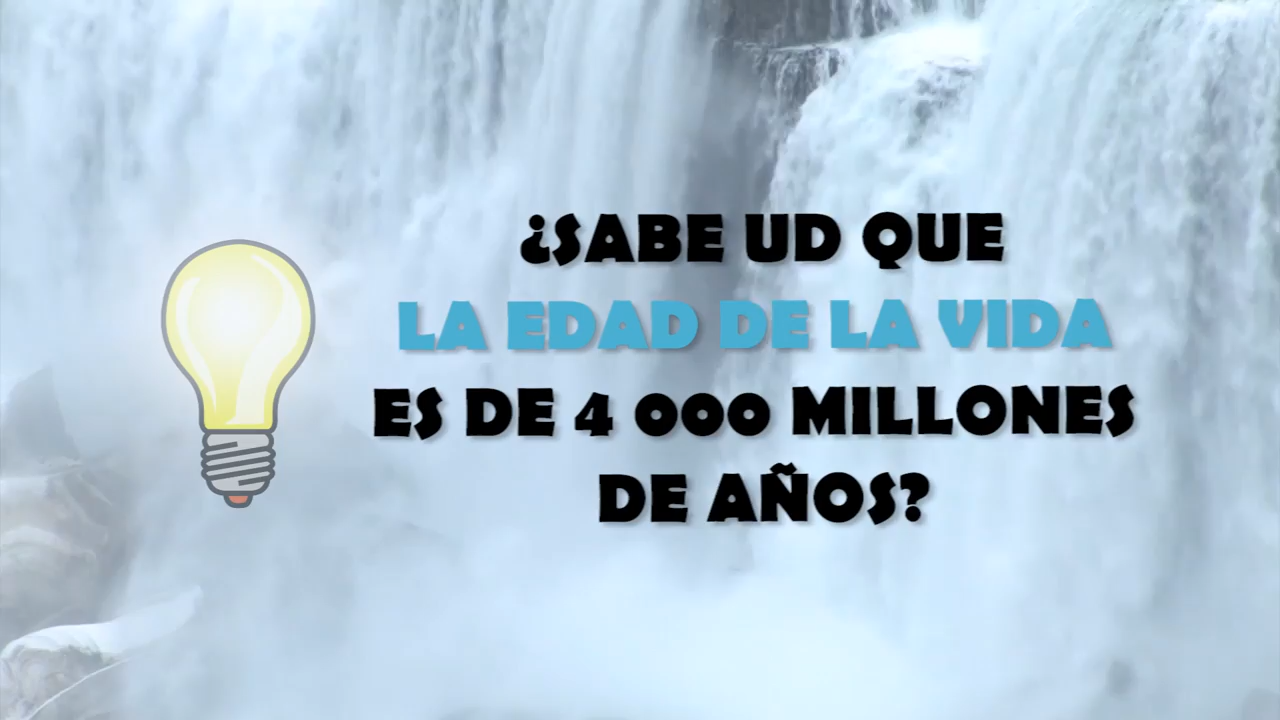 ¿SABE UD QUE
LA EDAD DE LA VIDA
ES DE 4 000 MILLONES
DE AÑOS?